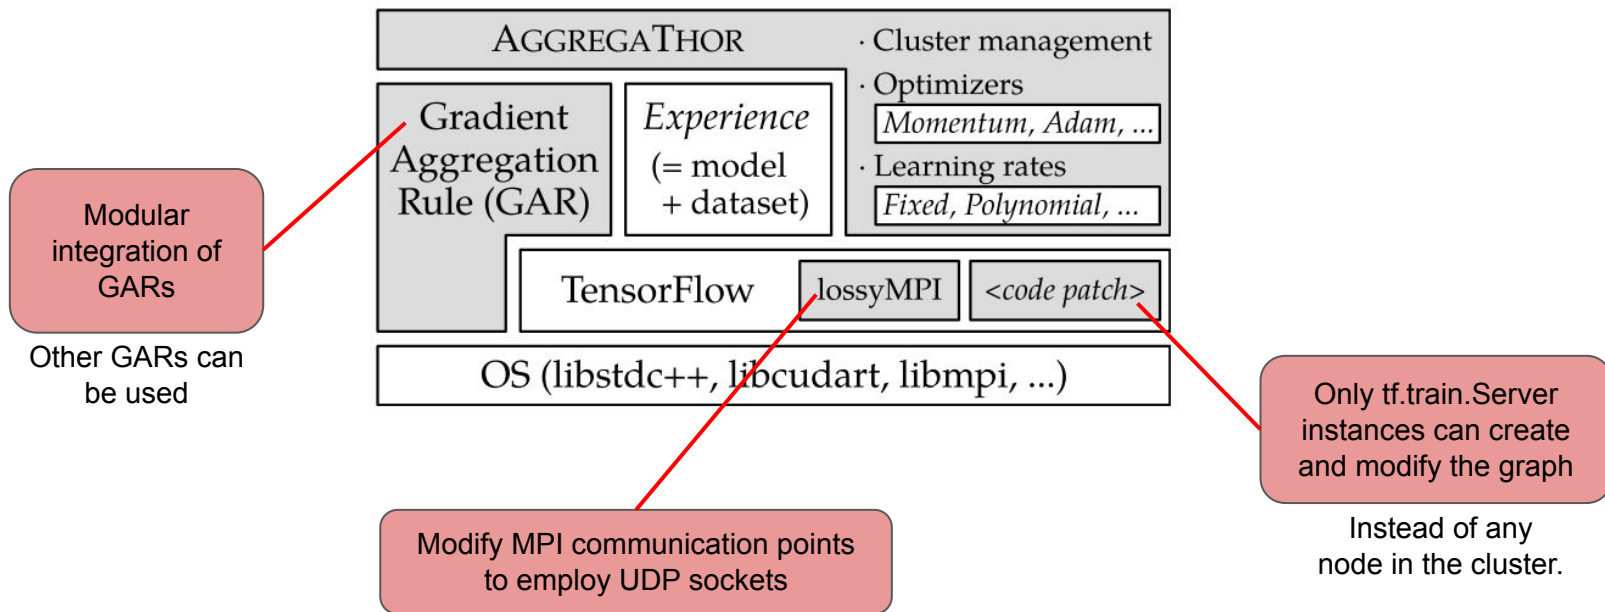 AGGREGATHOR
· Cluster management
· Optimizers
Momentum, Adam, ...
· Learning rates
Fixed, Polynomial, ...
Gradient
Aggregation
Rule (GAR)
Experience
(= model
+ dataset)
TensorFlow
lossyMPI
<code patch>
OS (libstdc++, libcudart, libmpi, ...)
Modular
integration of
GARs
Other GARs can
be used
Modify MPI communication points
to employ UDP sockets
Only tf.train.Server
instances can create
and modify the graph
Instead of any
node in the cluster.